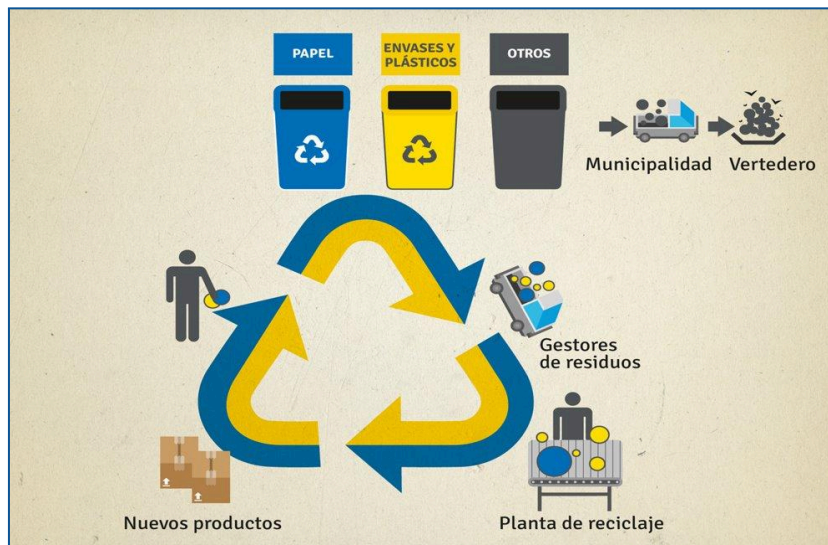 PAPEL
ENVASES Y
PLÁSTICOS
OTROS
Municipalidad
Vertedero
Gestores
de residuos
Nuevos productos
Planta de reciclaje